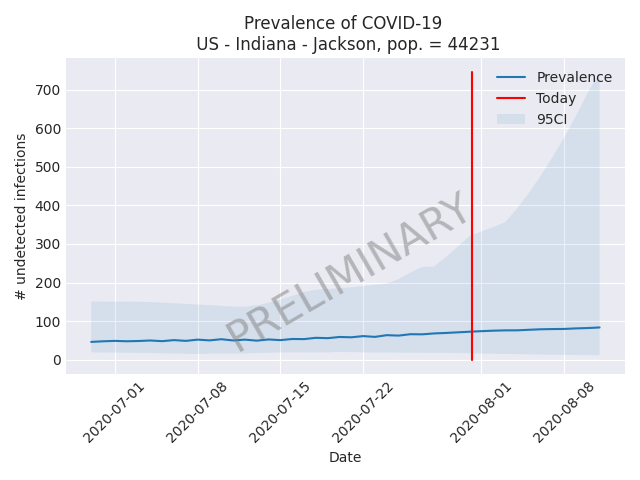 Prevalence of COVID-19
US - Indiana - Jackson, pop. = 44231
Prevalence
Today
95CI
PRELIMINARY
# undetected infections
700
600
500
400
300
200
100
0
2020-07-01
2020-07-08
2020-07-15
2020-07-22
2020-08-01
2020-08-08
Date